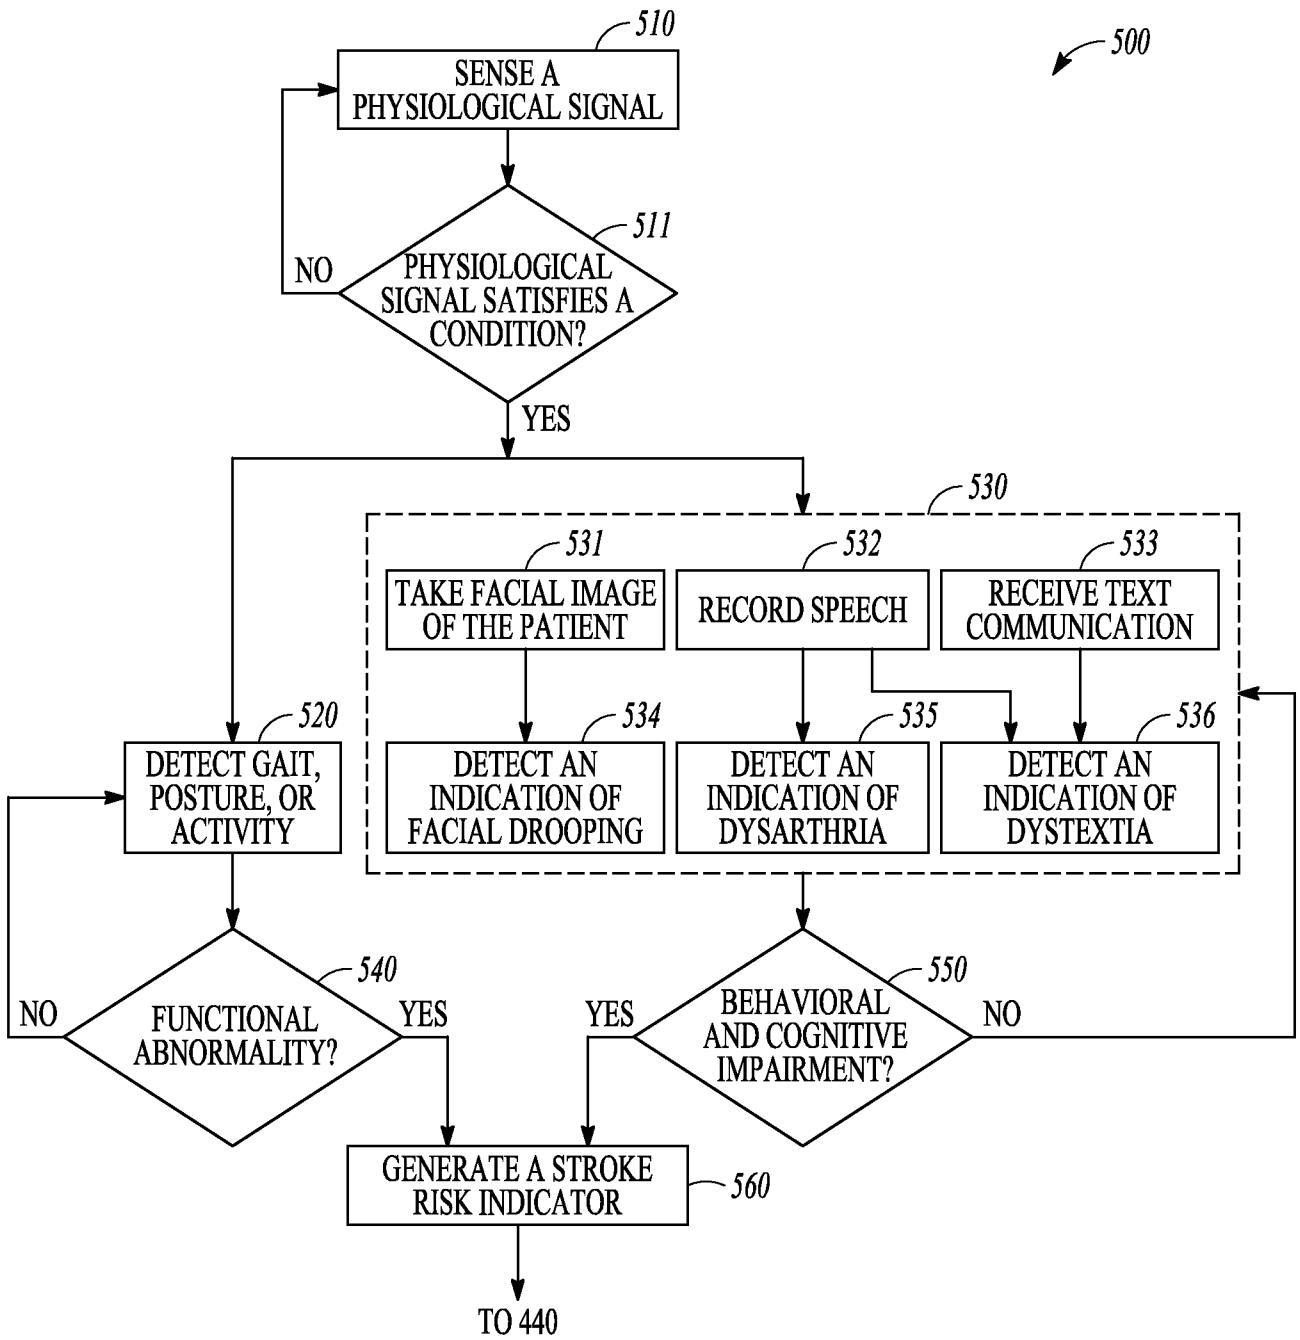 510
500
SENSE A
PHYSIOLOGICAL SIGNAL
511
NO
PHYSIOLOGICAL
SIGNAL SATISFIES A
CONDITION?
YES
530
531
532
533
TAKE FACIAL IMAGE
OF THE PATIENT
RECORD SPEECH
RECEIVE TEXT
COMMUNICATION
520
534
535
536
DETECT GAIT,
POSTURE, OR
ACTIVITY
DETECT AN
INDICATION OF
FACIAL DROOPING
DETECT AN
INDICATION OF
DYSARTHRIA
DETECT AN
INDICATION OF
DYSTEXTIA
540
550
NO
FUNCTIONAL
ABNORMALITY?
YES
YES
BEHAVIORAL
AND COGNITIVE
IMPAIRMENT?
NO
GENERATE A STROKE
RISK INDICATOR
560
TO 440